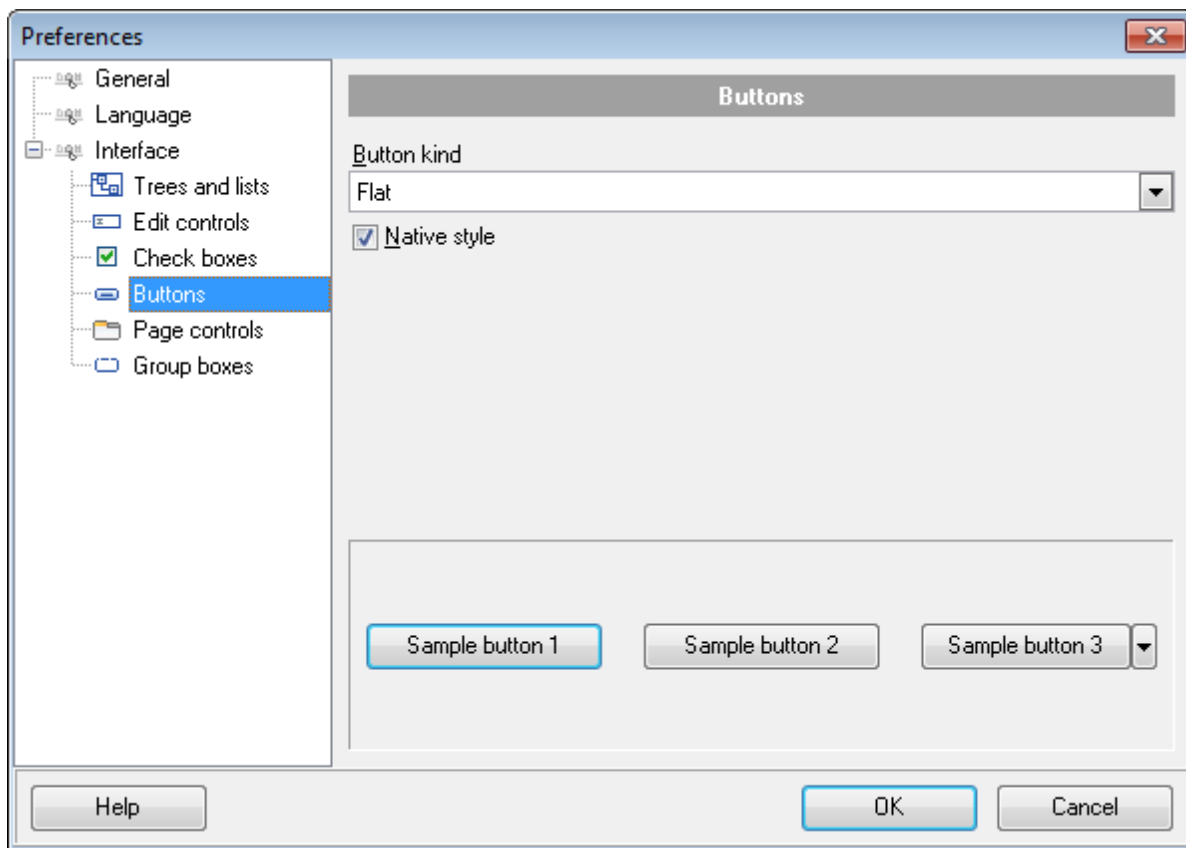 Preferences
General
Language
Interface
Trees and lists
Edit controls
Check boxes
Buttons
Page controls
Group boxes
Buttons
Button kind
Flat
Native style
Sample button 1
Sample button 2
Sample button 3
Help
OK
Cancel